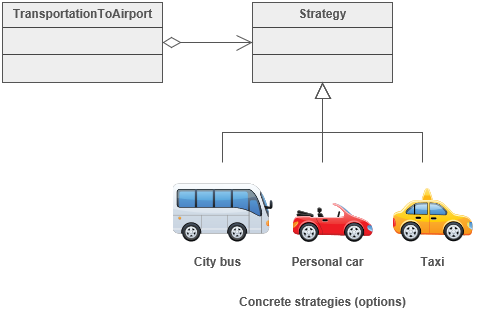 TransportationToAirport
Strategy
City bus
Personal car
Taxi
Concrete strategies (options)